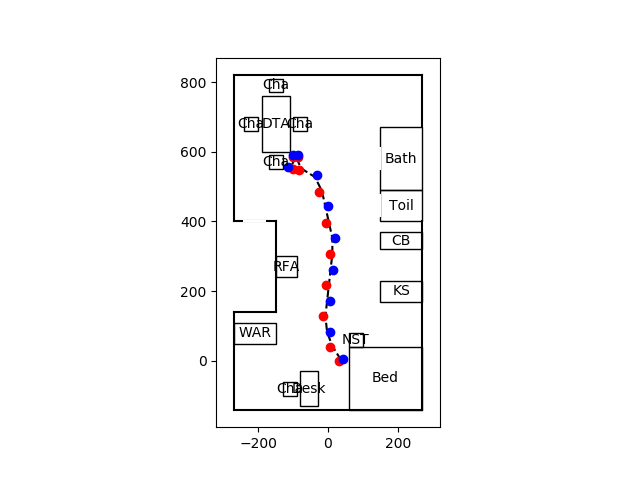 800
600
400
200
0
−200
0
200
Cha
Cha DTA Cha
Cha
Bath
Toil
CB
RFA
KS
WAR
NST
Bed
Cha Desk